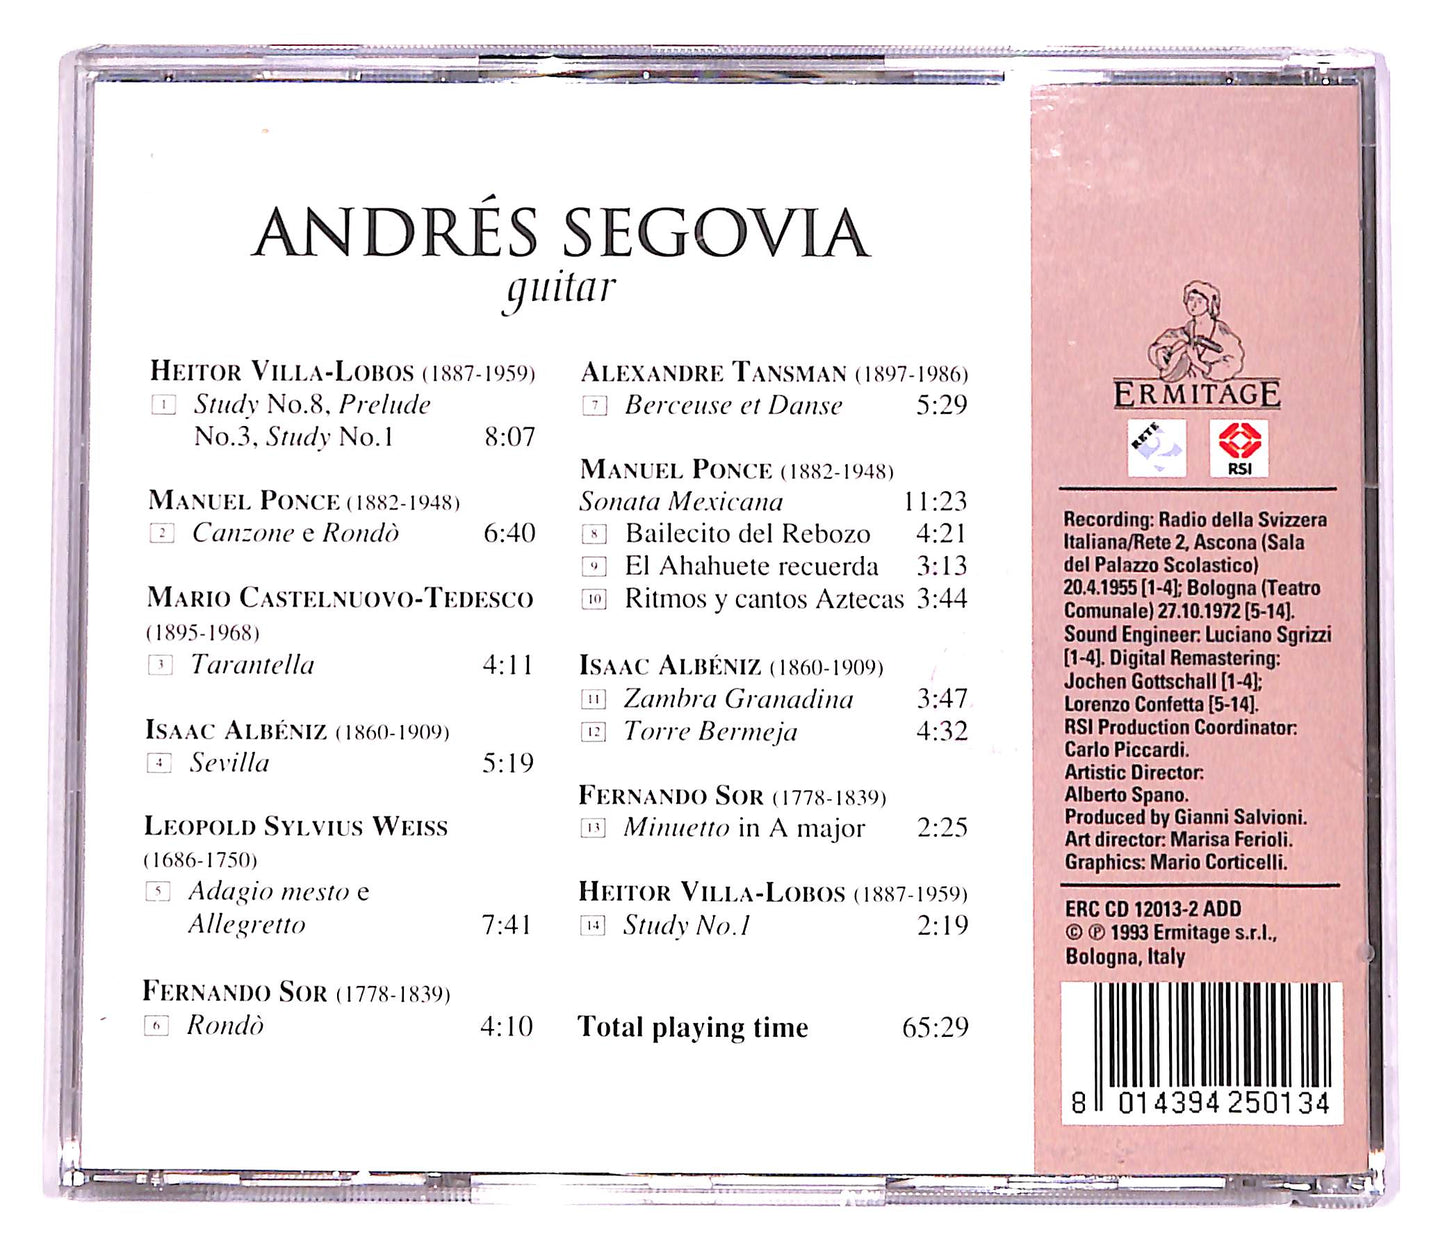 ANDRÉS SEGOVIA
guitar
HEITOR VILLA-LOBOS (1887-1959)
1 Study No.8, Prelude
No.3, Study No.1 8:07
MANUEL PONCE (1882-1948)
2 Canzone e Rondò 6:40
MARIO CASTELNUOVO-TEDESCO
(1895-1968)
3 Tarantella 4:11
ISAAC ALBÉNIZ (1860-1909)
4 Sevilla 5:19
LEOPOLD SYLVIUS WEISS
(1686-1750)
5 Adagio mesto e
Allegretto 7:41
FERNANDO SOR (1778-1839)
6 Rondò 4:10
ALEXANDRE TANSMAN (1897-1986)
7 Berceuse et Danse 5:29
MANUEL PONCE (1882-1948)
Sonata Mexicana 11:23
8 Bailecito del Rebozo 4:21
9 El Ahahuete recuerda 3:13
10 Ritmos y cantos Aztecas 3:44
ISAAC ALBÉNIZ (1860-1909)
11 Zambra Granadina 3:47
12 Torre Bermeja 4:32
FERNANDO SOR (1778-1839)
13 Minuetto in A major 2:25
HEITOR VILLA-LOBOS (1887-1959)
14 Study No.1 2:19
Total playing time 65:29
ERMITAGE
RETE 2
RSI
Recording: Radio della Svizzera
Italiana/Rete 2, Ascona (Sala
del Palazzo Scolastico)
20.4.1955 [1-4]; Bologna (Teatro
Comunale) 27.10.1972 [5-14].
Sound Engineer: Luciano Sgrizzi
[1-4]. Digital Remastering:
Jochen Gottschall [1-4];
Lorenzo Confetta [5-14].
RSI Production Coordinator:
Carlo Piccardi.
Artistic Director:
Alberto Spano.
Produced by Gianni Salvioni.
Art director: Marisa Ferioli.
Graphics: Mario Corticelli.
ERC CD 12013-2 ADD
© ℗ 1993 Ermitage s.r.l.,
Bologna, Italy
8 014394 250134